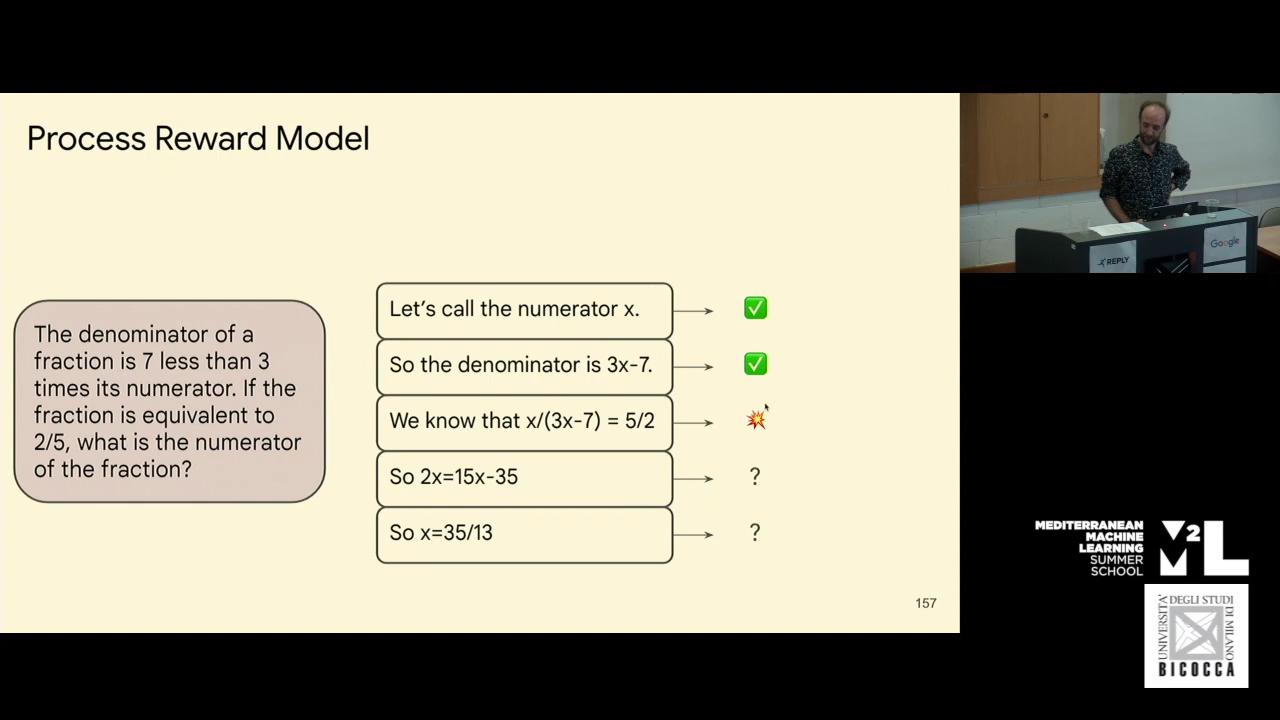 Process Reward Model
The denominator of a
fraction is 7 less than 3
times its numerator. If the
fraction is equivalent to
2/5, what is the numerator
of the fraction?
Let's call the numerator x.
So the denominator is 3x-7.
We know that x/(3x-7) = 5/2
So 2x=15x-35
?
So x=35/13
?
157
REPLY
Google
MEDITERRANEAN
MACHINE
LEARNING
SUMMER
SCHOOL
M2L
UNIVERSITA'
DEGLI STUDI
DI MILANO
BICOCCA